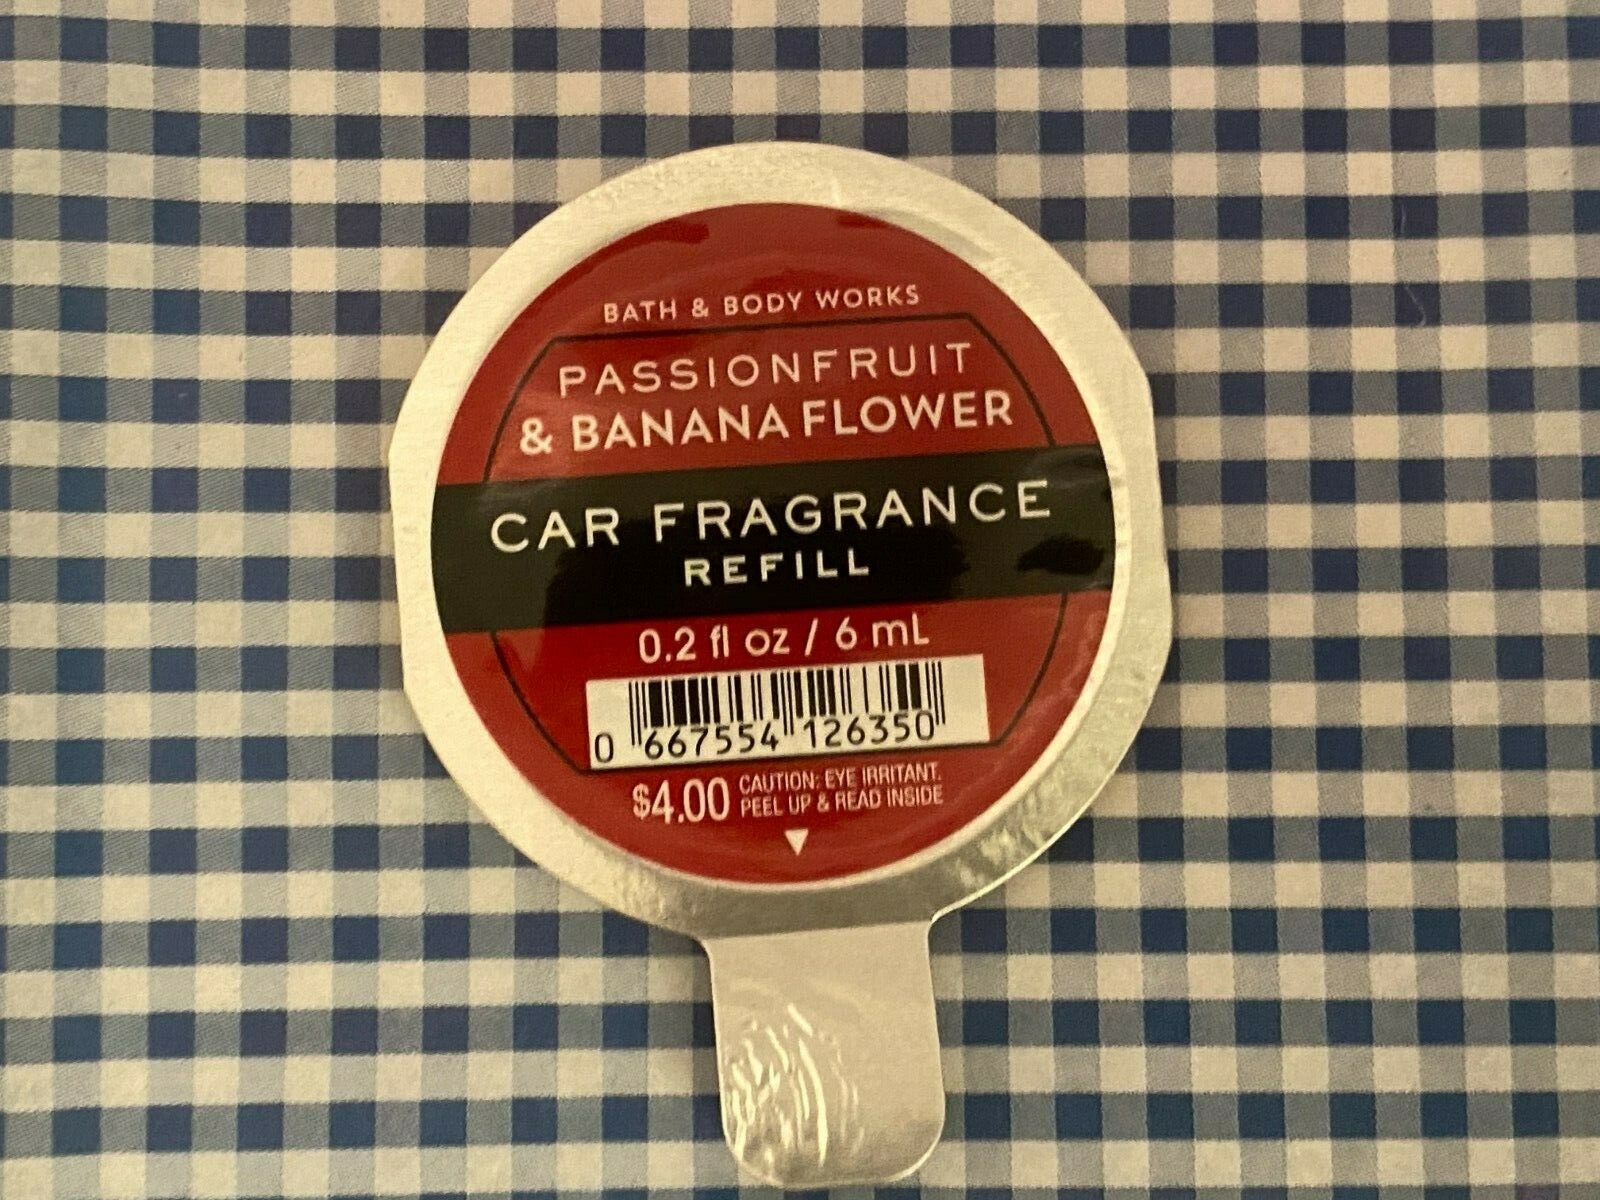 BATH & BODY WORKS
PASSIONFRUIT
& BANANA FLOWER
CAR FRAGRANCE
REFILL
0.2 fl oz / 6 mL
0 667554 126350
$4.00 CAUTION: EYE IRRITANT.
PEEL UP & READ INSIDE